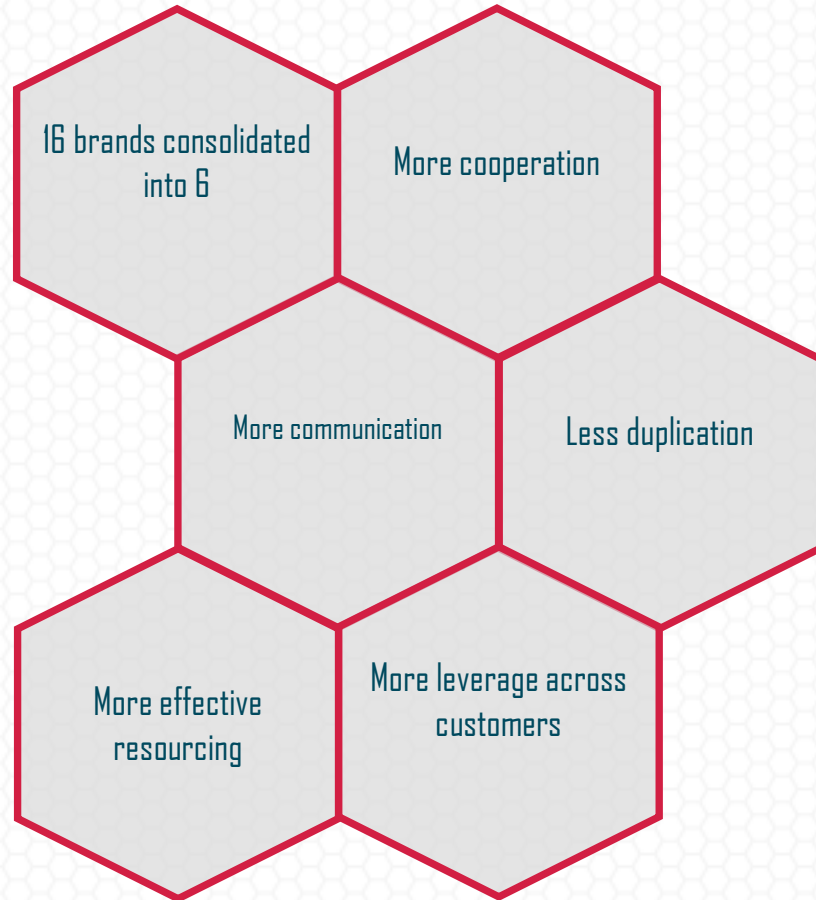 16 brands consolidated
into 6
More cooperation
More communication
Less duplication
More effective
resourcing
More leverage across
customers